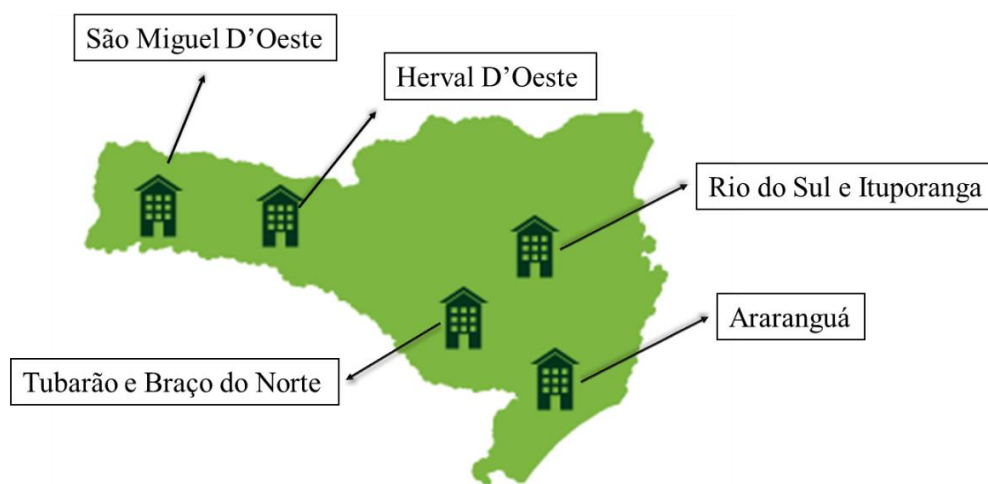 São Miguel D’Oeste
Herval D’Oeste
Rio do Sul e Ituporanga
Araranguá
Tubarão e Braço do Norte